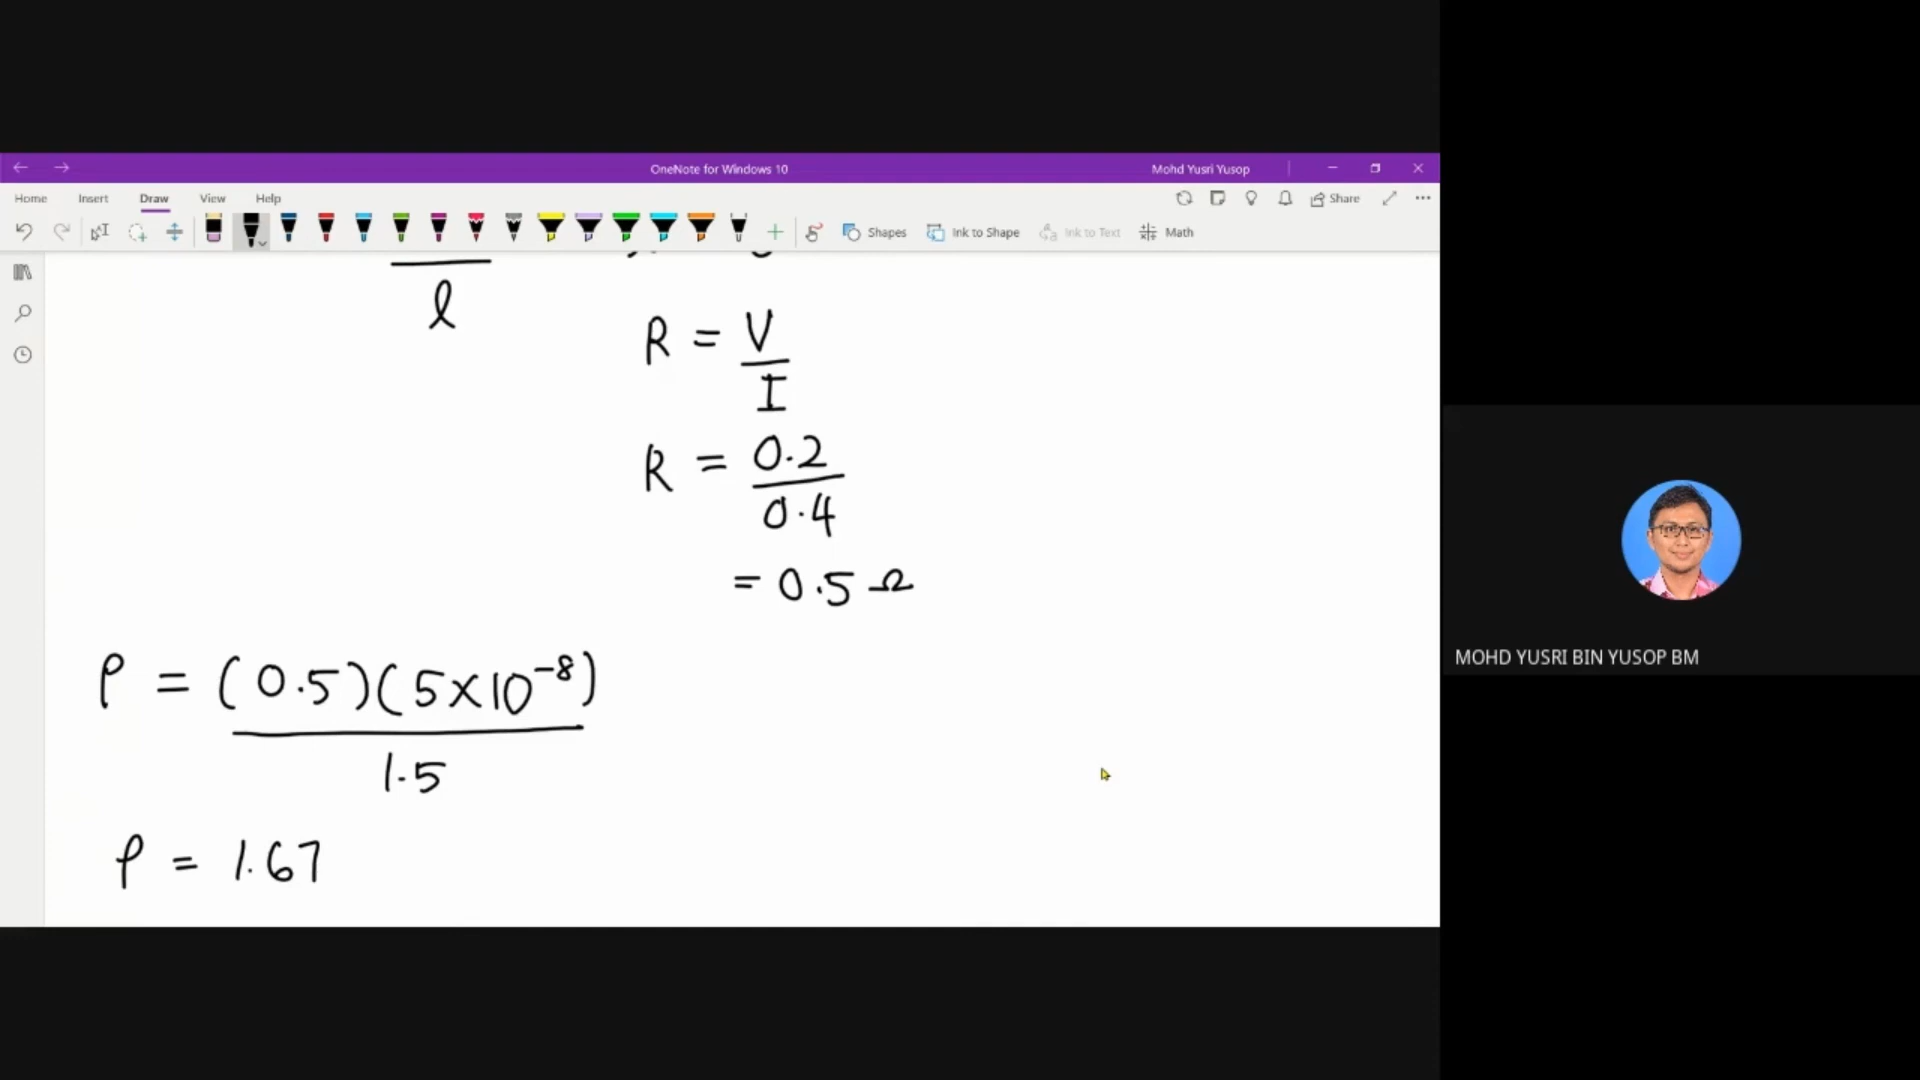 OneNote for Windows 10
Mohd Yusri Yusop
Home Insert Draw View Help
Share
Shapes Ink to Shape Ink to Text Math
l
R = V
I
R = 0.2
0.4
= 0.5 Ω
ρ = (0.5)(5×10⁻⁸)
1.5
ρ = 1.67
MOHD YUSRI BIN YUSOP BM